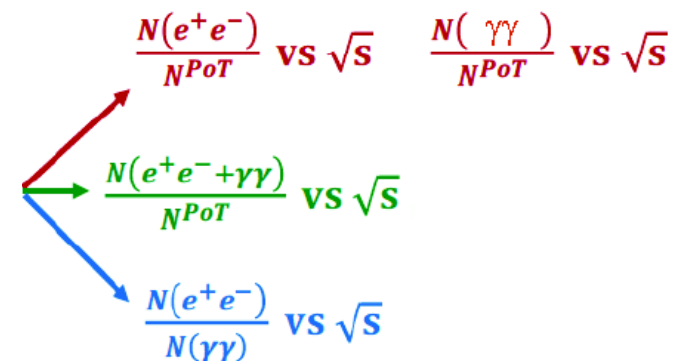 N(e⁺e⁻)/N^PoT vs √s N( γγ )/N^PoT vs √s
N(e⁺e⁻+γγ)/N^PoT vs √s
N(e⁺e⁻)/N(γγ) vs √s